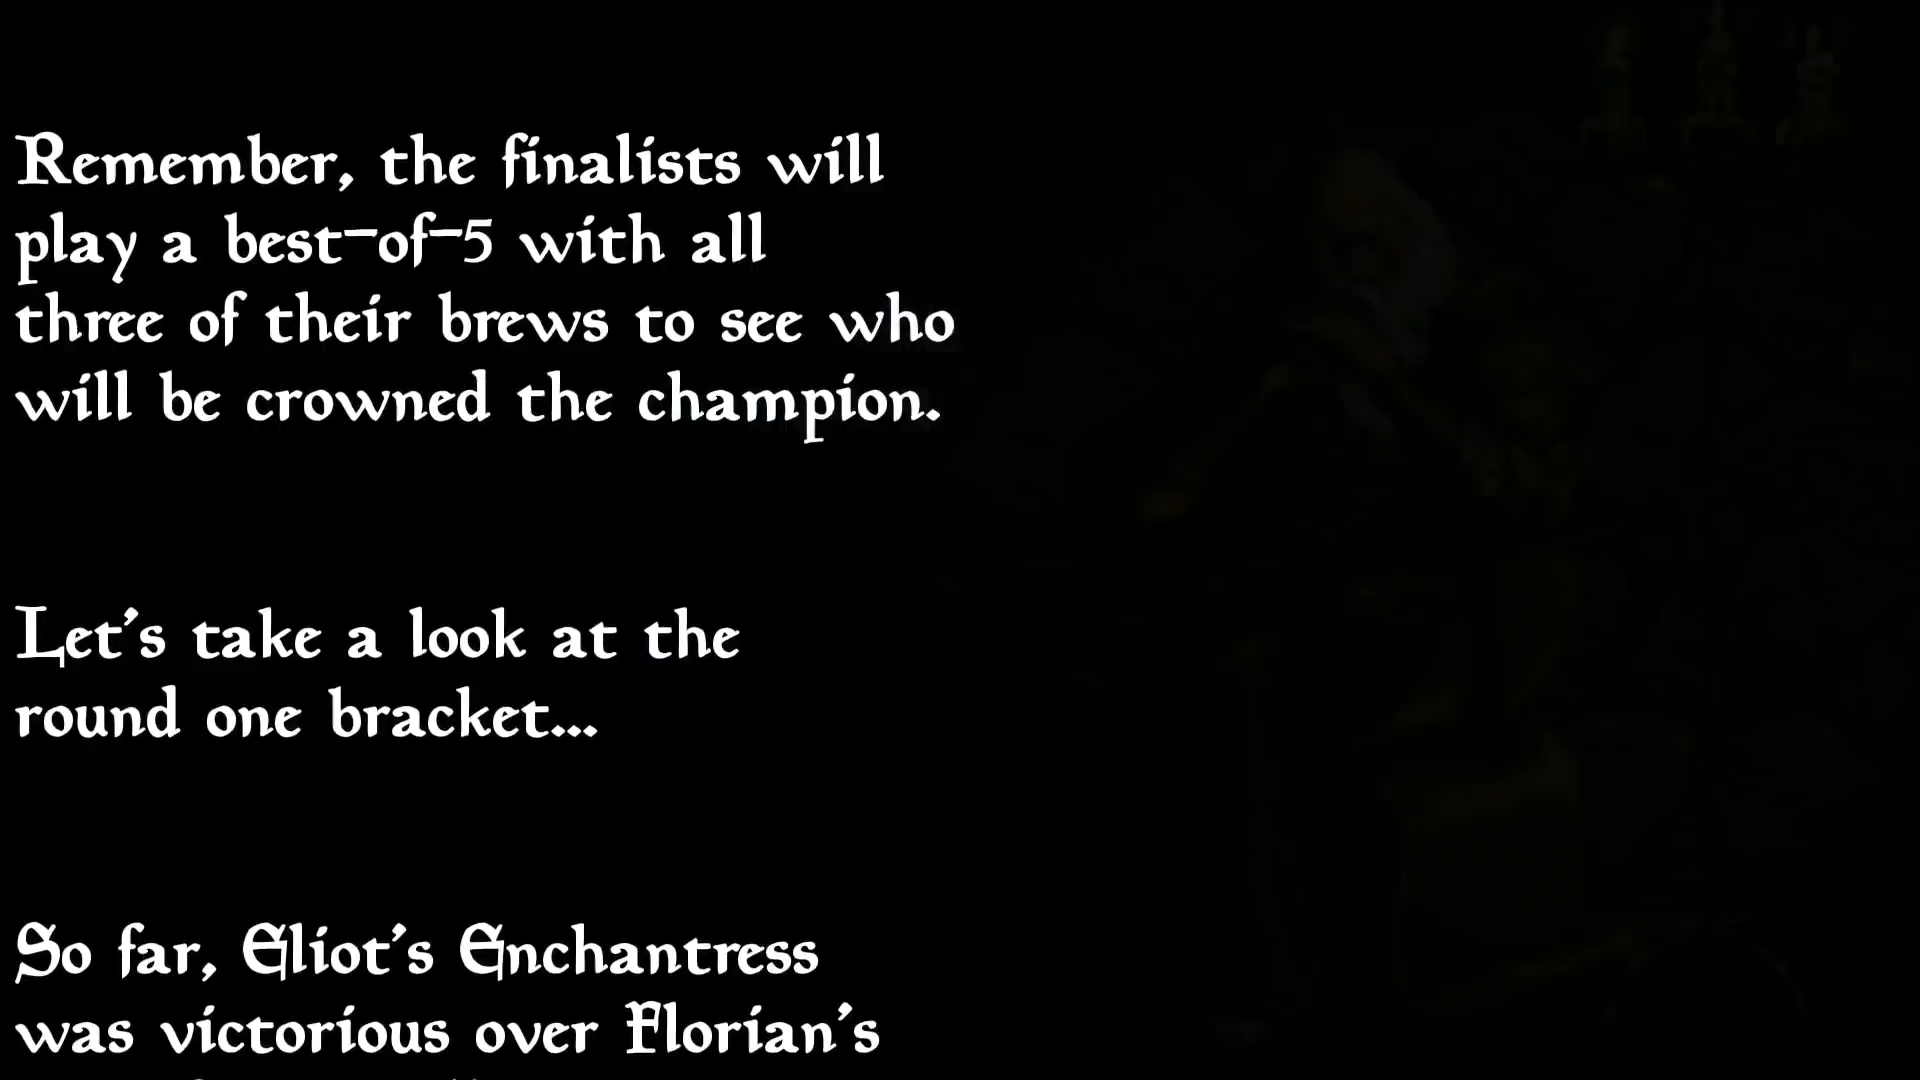 Remember, the finalists will
play a best-of-5 with all
three of their brews to see who
will be crowned the champion.
Let's take a look at the
round one bracket...
So far, Eliot's Enchantress
was victorious over Florian's